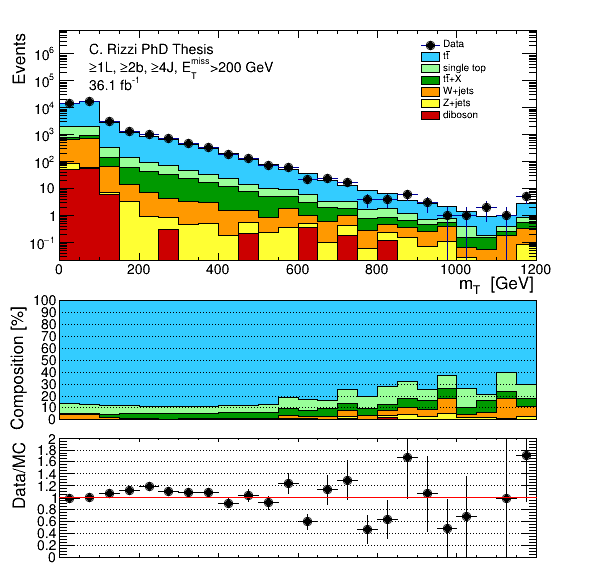 Events
10⁶
10⁵
10⁴
10³
10²
10
1
10⁻¹
C. Rizzi PhD Thesis
≥1L, ≥2b, ≥4J, E_T^miss>200 GeV
36.1 fb⁻¹
Data
tt̄
single top
tt̄+X
W+jets
Z+jets
diboson
0 200 400 600 800 1000 1200
m_T [GeV]
Composition [%]
100
90
80
70
60
50
40
30
20
10
0
Data/MC
2
1.8
1.6
1.4
1.2
1
0.8
0.6
0.4
0.2
0